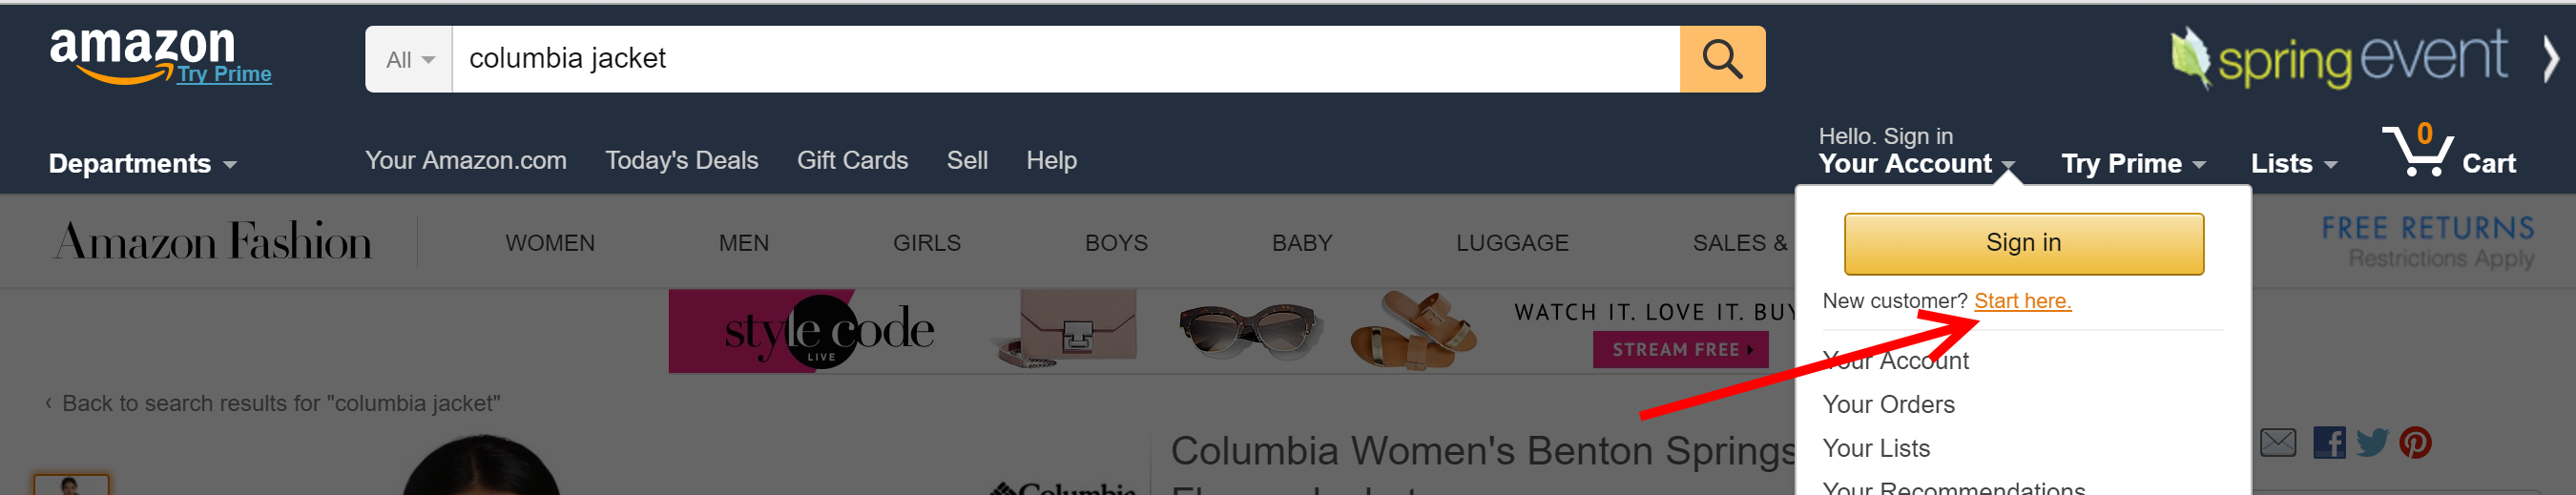 amazon
Try Prime
All
columbia jacket
spring event
Departments
Your Amazon.com Today's Deals Gift Cards Sell Help
Hello. Sign in
Your Account
Try Prime
Lists
0
Cart
Amazon Fashion
WOMEN MEN GIRLS BOYS BABY LUGGAGE SALES &
FREE RETURNS
Restrictions Apply
Sign in
New customer? Start here.
style code
LIVE
WATCH IT. LOVE IT. BUY
STREAM FREE
Your Account
Your Orders
Your Lists
Your Recommendations
‹ Back to search results for "columbia jacket"
Columbia
Columbia Women's Benton Springs